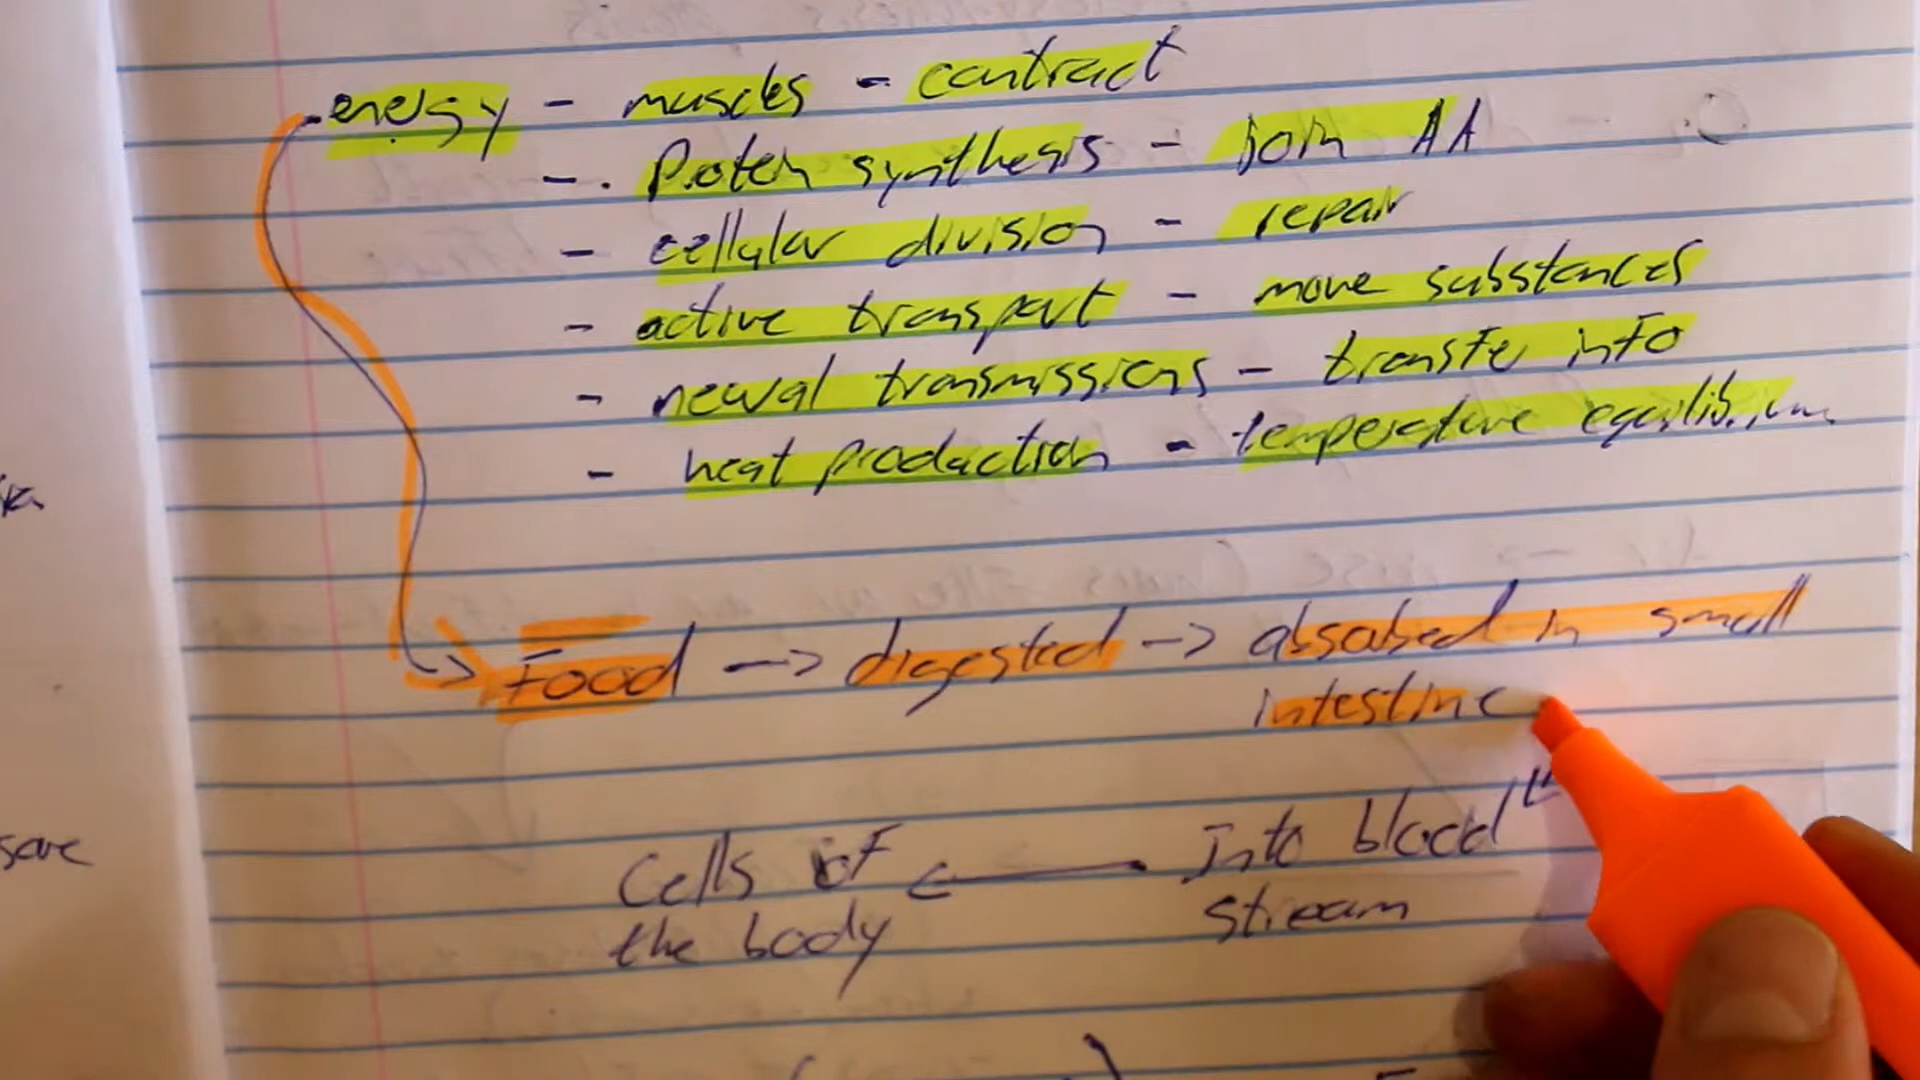 energy - muscles - contract
- Protein synthesis - join AA
- cellular division - repair
- active transport - move substances
- neural transmissions - transfer info
- heat production - temperature equilibrium
Food -> digested -> absorbed in small
intestine
Cells of <- Into blood
the body stream